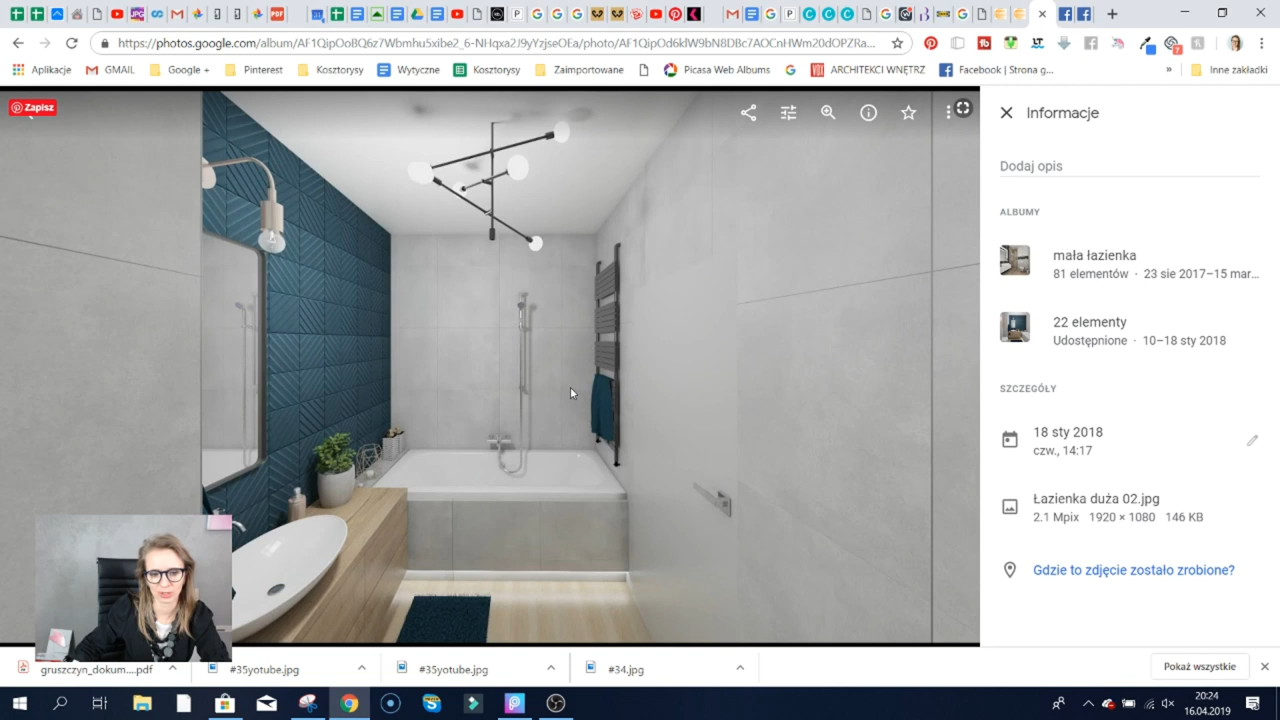 https://photos.google.com/album/AF1QipOoBQ6z7Wbmhu5xibe2_6-NHqxa2J9yYzjseOEa/photo/AF1QipOd6klW9bN8DBc7AOCnHWm20dOPZRa...
Aplikacje
GMAIL
Google +
Pinterest
Kosztorysy
Wytyczne
Kosztorysy
Zaimportowane
Picasa Web Albums
ARCHITEKCI WNĘTRZ
Facebook | Strona g...
»
Inne zakładki
Zapisz
Informacje
Dodaj opis
ALBUMY
mała łazienka
81 elementów · 23 sie 2017–15 mar...
22 elementy
Udostępnione · 10–18 sty 2018
SZCZEGÓŁY
18 sty 2018
czw., 14:17
Łazienka duża 02.jpg
2.1 Mpix 1920 × 1080 146 KB
Gdzie to zdjęcie zostało zrobione?
gruszczyn_dokum....pdf
#35yotube.jpg
#35yotube.jpg
#34.jpg
Pokaż wszystkie
20:24
16.04.2019